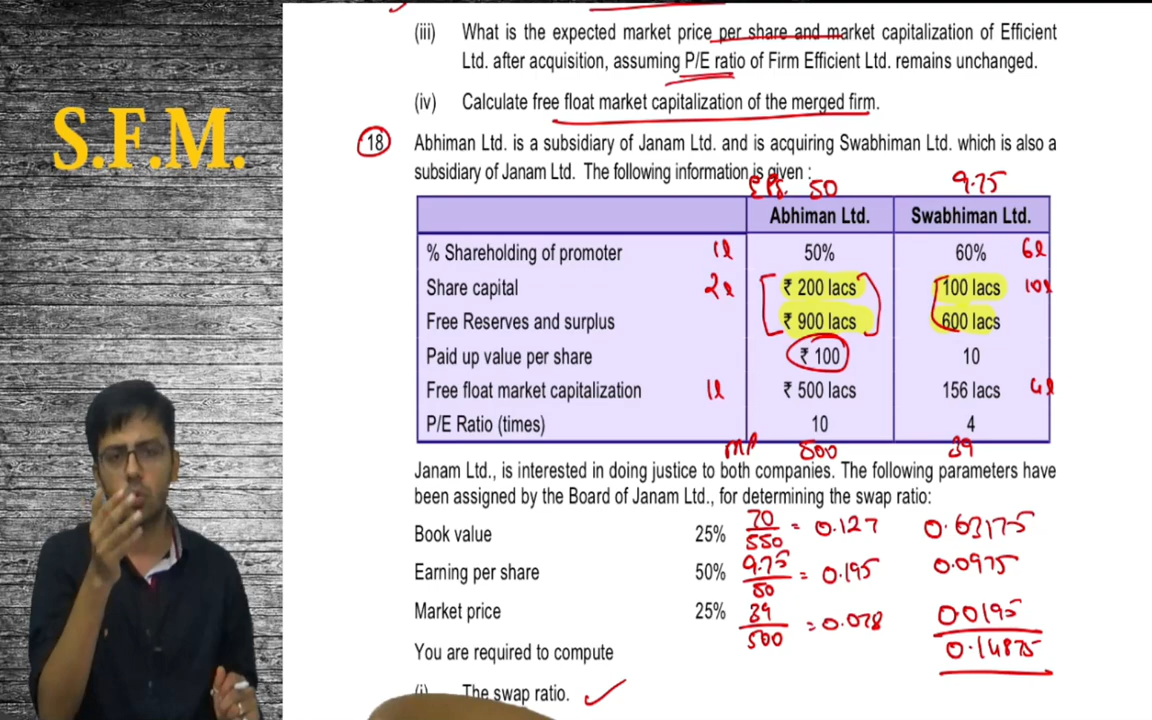 (iii) What is the expected market price per share and market capitalization of Efficient
Ltd. after acquisition, assuming P/E ratio of Firm Efficient Ltd. remains unchanged.
(iv) Calculate free float market capitalization of the merged firm.
S.F.M.
18 Abhiman Ltd. is a subsidiary of Janam Ltd. and is acquiring Swabhiman Ltd. which is also a
subsidiary of Janam Ltd. The following information is given :
EPS. 50 9.75
Abhiman Ltd. Swabhiman Ltd.
% Shareholding of promoter 1l 50% 60% 6l
Share capital 2l ₹ 200 lacs 100 lacs 10l
Free Reserves and surplus ₹ 900 lacs 600 lacs
Paid up value per share ₹ 100 10
Free float market capitalization 1l ₹ 500 lacs 156 lacs 4l
P/E Ratio (times) 10 4
MP 500 39
Janam Ltd., is interested in doing justice to both companies. The following parameters have
been assigned by the Board of Janam Ltd., for determining the swap ratio:
Book value 25% 70/550 = 0.127 0.03175
Earning per share 50% 9.75/50 = 0.195 0.0975
Market price 25% 39/500 = 0.078 0.0195
You are required to compute 0.14875
(i) The swap ratio.